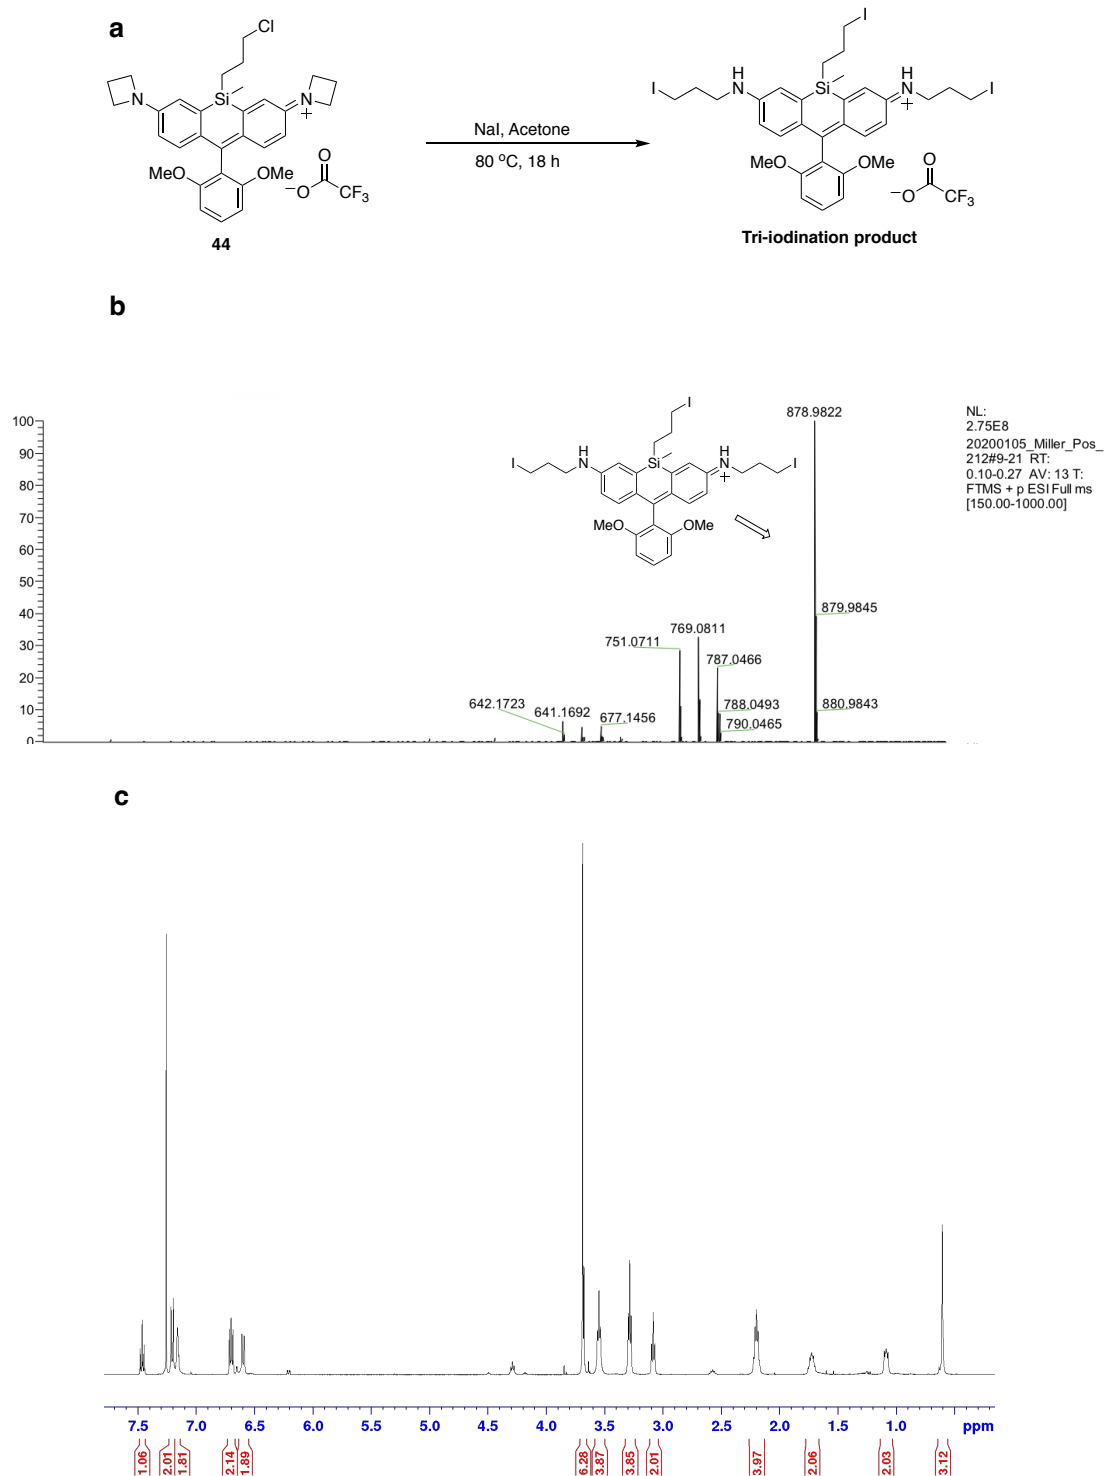 a
Cl
N
Si
N
+
MeO
OMe
O
−O
CF3
44
NaI, Acetone
80 °C, 18 h
I
I
H
N
Si
H
N
+
I
MeO
OMe
O
−O
CF3
Tri-iodination product
b
100
90
80
70
60
50
40
30
20
10
0
I
I
H
N
Si
H
N
+
I
MeO
OMe
878.9822
879.9845
880.9843
769.0811
751.0711
787.0466
788.0493
790.0465
642.1723
641.1692
677.1456
NL:
2.75E8
20200105_Miller_Pos_
212#9-21 RT:
0.10-0.27 AV: 13 T:
FTMS + p ESI Full ms
[150.00-1000.00]
c
7.5 7.0 6.5 6.0 5.5 5.0 4.5 4.0 3.5 3.0 2.5 2.0 1.5 1.0 ppm
1.06 2.01 1.81 2.14 1.89 6.28 3.87 3.85 2.01 3.97 2.06 2.03 3.12